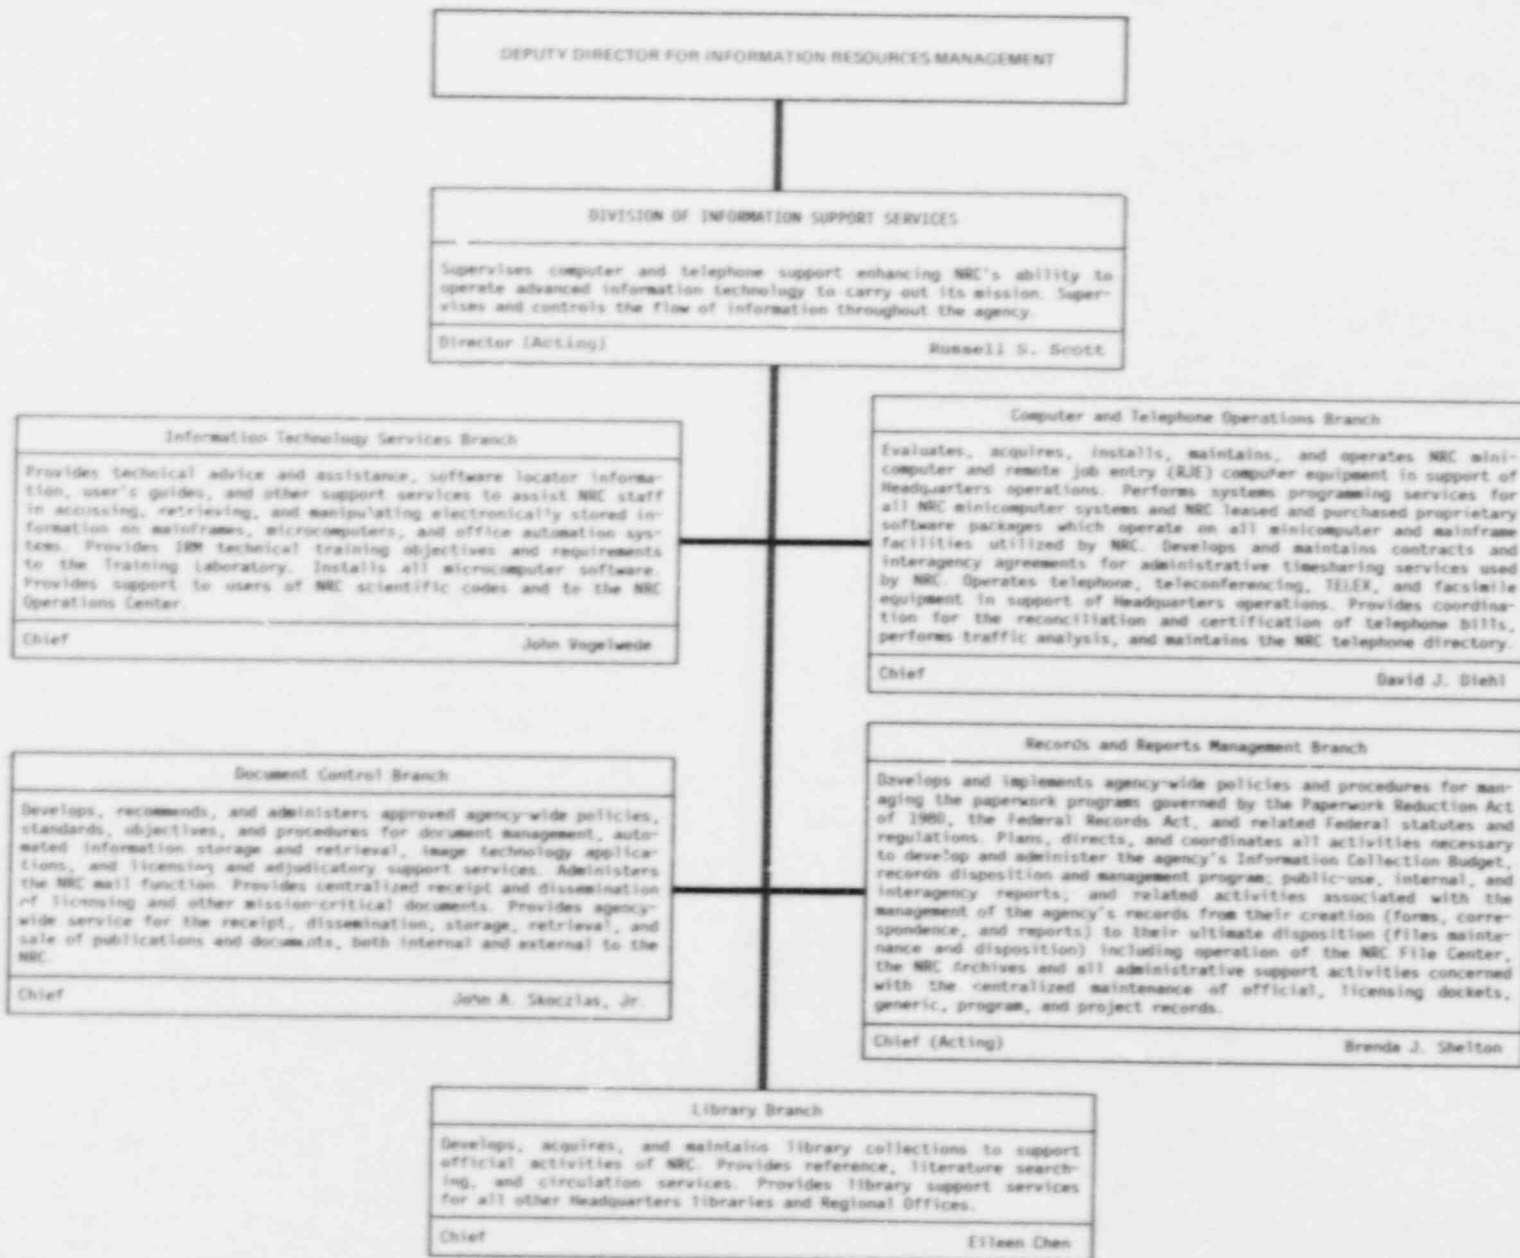 DEPUTY DIRECTOR FOR INFORMATION RESOURCES MANAGEMENT
DIVISION OF INFORMATION SUPPORT SERVICES
Supervises computer and telephone support enhancing NRC's ability to
operate advanced information technology to carry out its mission. Super-
vises and controls the flow of information throughout the agency.
Director (Acting) Russell S. Scott
Information Technology Services Branch
Provides technical advice and assistance, software locator informa-
tion, user's guides, and other support services to assist NRC staff
in accussing, retrieving, and manipulating electronically stored in-
formation on mainframes, microcomputers, and office automation sys-
tems. Provides IRM technical training objectives and requirements
to the Training Laboratory. Installs all microcomputer software.
Provides support to users of NRC scientific codes and to the NRC
Operations Center.
Chief John Vogelwede
Computer and Telephone Operations Branch
Evaluates, acquires, installs, maintains, and operates NRC mini-
computer and remote job entry (RJE) computer equipment in support of
Headquarters operations. Performs systems programming services for
all NRC minicomputer systems and NRC leased and purchased proprietary
software packages which operate on all minicomputer and mainframe
facilities utilized by NRC. Develops and maintains contracts and
interagency agreements for administrative timesharing services used
by NRC. Operates telephone, teleconferencing, TELEX, and facsimile
equipment in support of Headquarters operations. Provides coordina-
tion for the reconciliation and certification of telephone bills,
performs traffic analysis, and maintains the NRC telephone directory.
Chief David J. Diehl
Document Control Branch
Develops, recommends, and administers approved agency-wide policies,
standards, objectives, and procedures for document management, auto-
mated information storage and retrieval, image technology applica-
tions, and licensing and adjudicatory support services. Administers
the NRC mail function. Provides centralized receipt and dissemination
of licensing and other mission-critical documents. Provides agency-
wide service for the receipt, dissemination, storage, retrieval, and
sale of publications and documents, both internal and external to the
NRC.
Chief John A. Skoczlas, Jr.
Records and Reports Management Branch
Develops and implements agency-wide policies and procedures for man-
aging the paperwork programs governed by the Paperwork Reduction Act
of 1980, the Federal Records Act, and related Federal statutes and
regulations. Plans, directs, and coordinates all activities necessary
to develop and administer the agency's Information Collection Budget,
records disposition and management program; public-use, internal, and
interagency reports; and related activities associated with the
management of the agency's records from their creation (forms, corre-
spondence, and reports) to their ultimate disposition (files mainte-
nance and disposition) including operation of the NRC File Center,
the NRC Archives and all administrative support activities concerned
with the centralized maintenance of official, licensing dockets,
generic, program, and project records.
Chief (Acting) Brenda J. Shelton
Library Branch
Develops, acquires, and maintains library collections to support
official activities of NRC. Provides reference, literature search-
ing, and circulation services. Provides library support services
for all other Headquarters libraries and Regional Offices.
Chief Eileen Chen